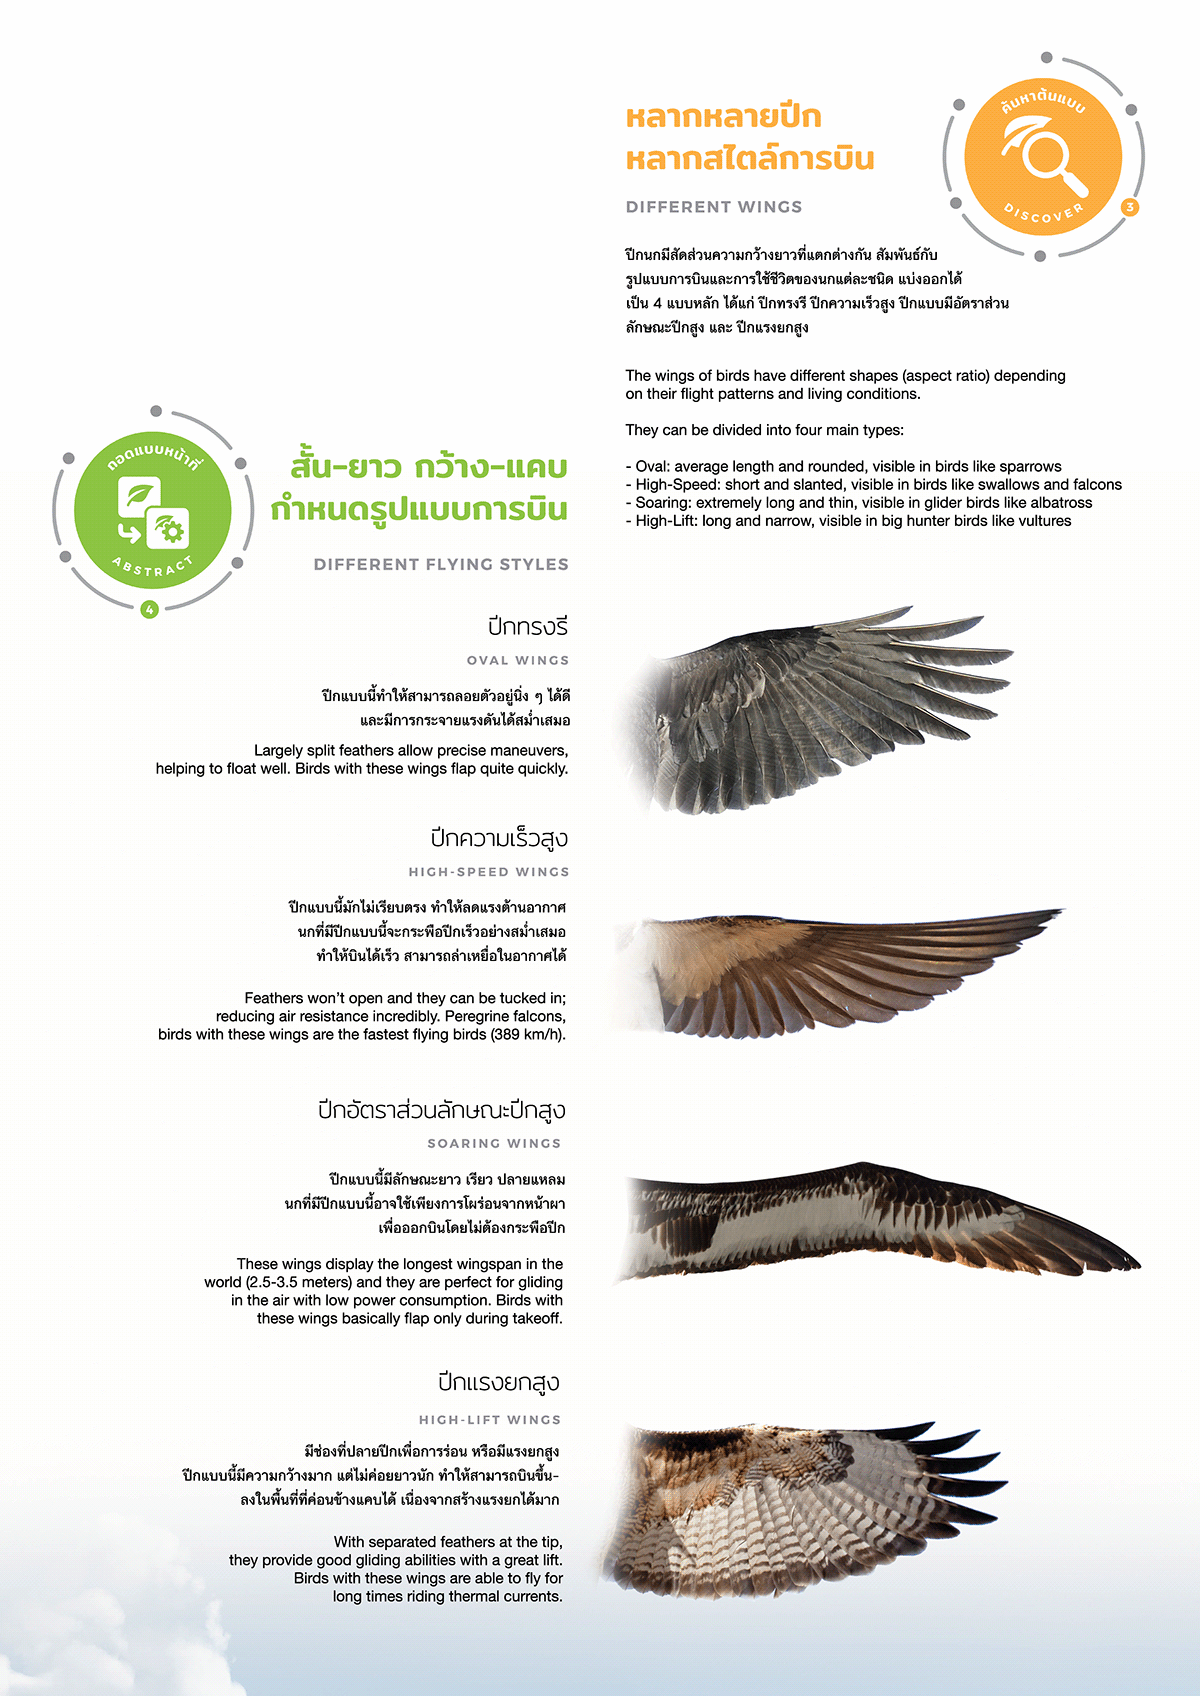 หลากหลายปีก
หลากสไตล์การบิน
DIFFERENT WINGS
ค้นหาต้นแบบ
DISCOVER
3
ปีกนกมีสัดส่วนความกว้างยาวที่แตกต่างกัน สัมพันธ์กับ
รูปแบบการบินและการใช้ชีวิตของนกแต่ละชนิด แบ่งออกได้
เป็น 4 แบบหลัก ได้แก่ ปีกทรงรี ปีกความเร็วสูง ปีกแบบมีอัตราส่วน
ลักษณะปีกสูง และ ปีกแรงยกสูง
The wings of birds have different shapes (aspect ratio) depending
on their flight patterns and living conditions.
They can be divided into four main types:
- Oval: average length and rounded, visible in birds like sparrows
- High-Speed: short and slanted, visible in birds like swallows and falcons
- Soaring: extremely long and thin, visible in glider birds like albatross
- High-Lift: long and narrow, visible in big hunter birds like vultures
ถอดแบบหน้าที่
ABSTRACT
4
สั้น-ยาว กว้าง-แคบ
กำหนดรูปแบบการบิน
DIFFERENT FLYING STYLES
ปีกทรงรี
OVAL WINGS
ปีกแบบนี้ทำให้สามารถลอยตัวอยู่นิ่ง ๆ ได้ดี
และมีการกระจายแรงดันได้สม่ำเสมอ
Largely split feathers allow precise maneuvers,
helping to float well. Birds with these wings flap quite quickly.
ปีกความเร็วสูง
HIGH-SPEED WINGS
ปีกแบบนี้มักไม่เรียบตรง ทำให้ลดแรงต้านอากาศ
นกที่มีปีกแบบนี้จะกระพือปีกเร็วอย่างสม่ำเสมอ
ทำให้บินได้เร็ว สามารถล่าเหยื่อในอากาศได้
Feathers won't open and they can be tucked in;
reducing air resistance incredibly. Peregrine falcons,
birds with these wings are the fastest flying birds (389 km/h).
ปีกอัตราส่วนลักษณะปีกสูง
SOARING WINGS
ปีกแบบนี้มีลักษณะยาว เรียว ปลายแหลม
นกที่มีปีกแบบนี้อาจใช้เพียงการโผร่อนจากหน้าผา
เพื่อออกบินโดยไม่ต้องกระพือปีก
These wings display the longest wingspan in the
world (2.5-3.5 meters) and they are perfect for gliding
in the air with low power consumption. Birds with
these wings basically flap only during takeoff.
ปีกแรงยกสูง
HIGH-LIFT WINGS
มีช่องที่ปลายปีกเพื่อการร่อน หรือมีแรงยกสูง
ปีกแบบนี้มีความกว้างมาก แต่ไม่ค่อยยาวนัก ทำให้สามารถบินขึ้น-
ลงในพื้นที่ที่ค่อนข้างแคบได้ เนื่องจากสร้างแรงยกได้มาก
With separated feathers at the tip,
they provide good gliding abilities with a great lift.
Birds with these wings are able to fly for
long times riding thermal currents.